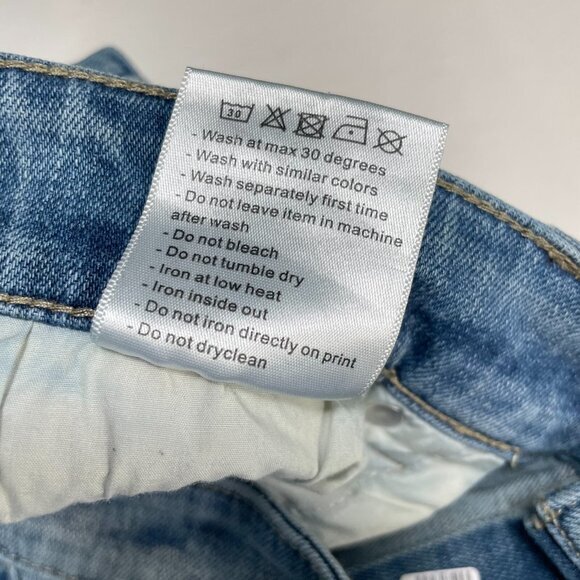 30
- Wash at max 30 degrees
- Wash with similar colors
- Wash separately first time
- Do not leave item in machine
after wash
- Do not bleach
- Do not tumble dry
- Iron at low heat
- Iron inside out
- Do not iron directly on print
- Do not dryclean